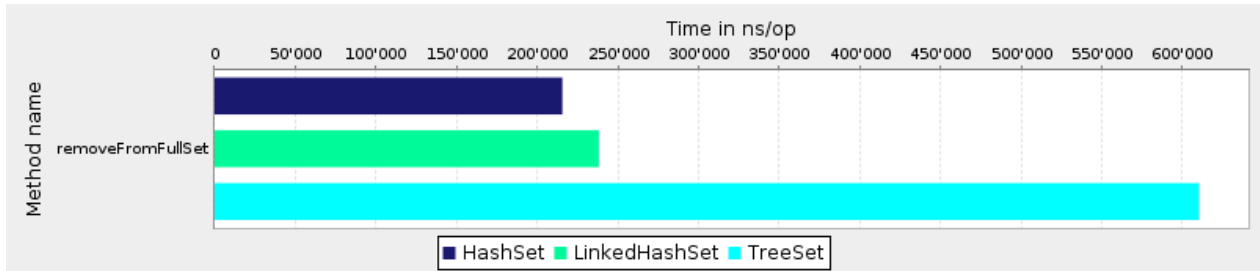 Time in ns/op
0 50'000 100'000 150'000 200'000 250'000 300'000 350'000 400'000 450'000 500'000 550'000 600'000
Method name
removeFromFullSet
HashSet LinkedHashSet TreeSet